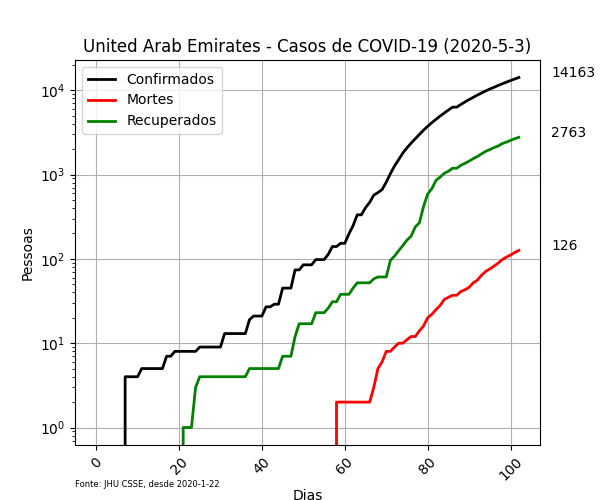 United Arab Emirates - Casos de COVID-19 (2020-5-3)
Confirmados
Mortes
Recuperados
14163
2763
126
Pessoas
10⁴
10³
10²
10¹
10⁰
0
20
40
60
80
100
Fonte: JHU CSSE, desde 2020-1-22
Dias